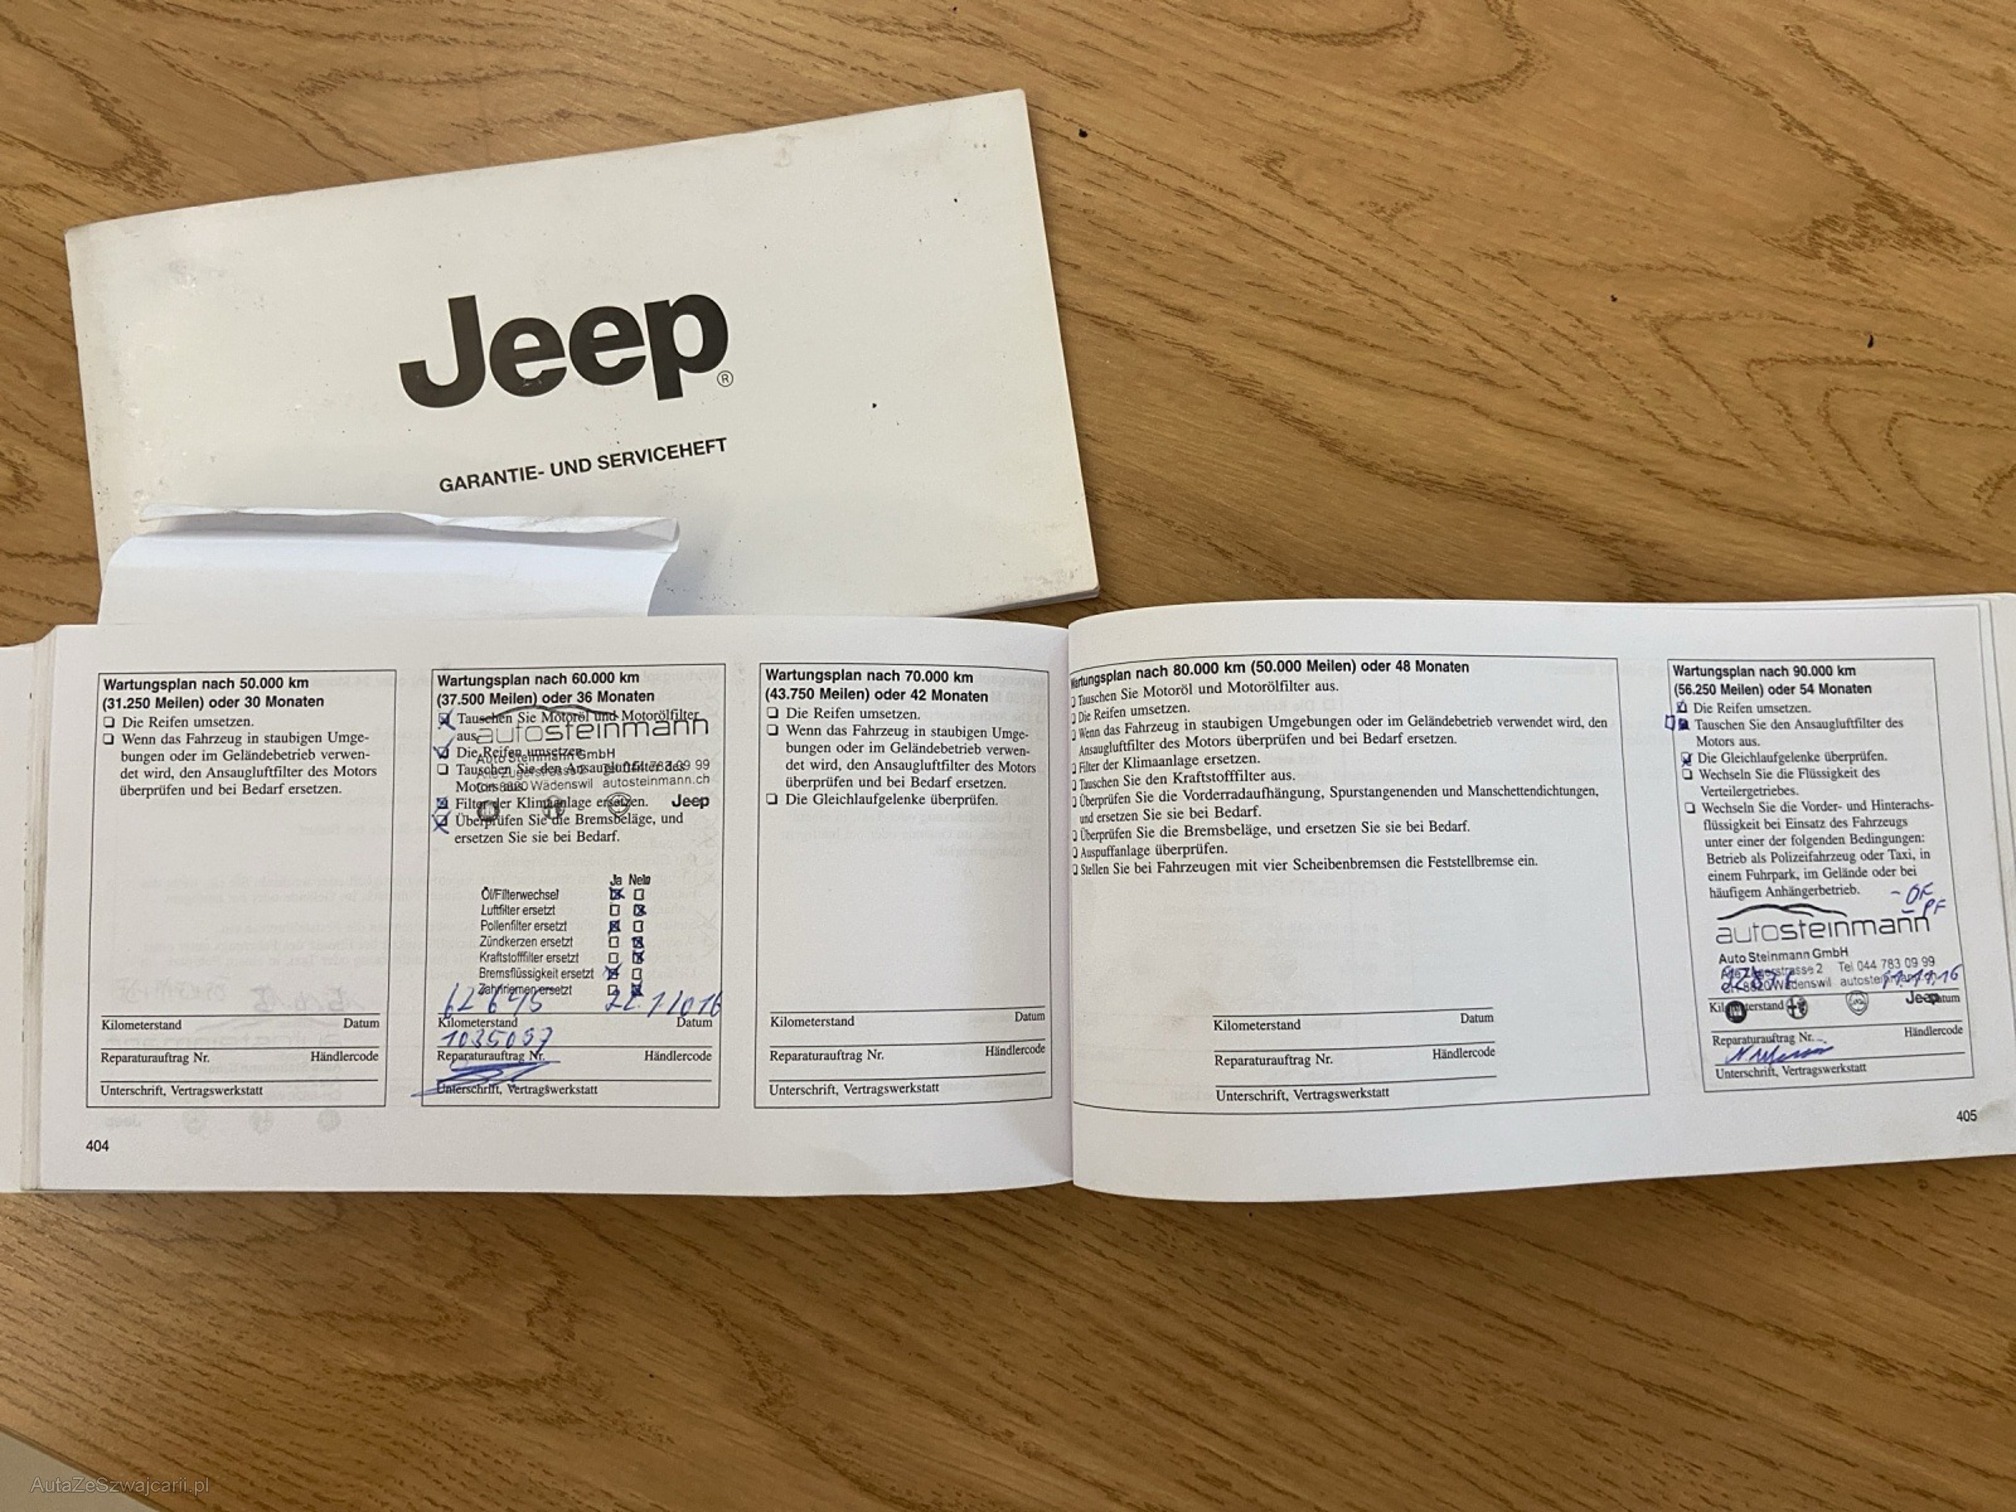 Jeep®
GARANTIE- UND SERVICEHEFT
Wartungsplan nach 50.000 km
(31.250 Meilen) oder 30 Monaten
Die Reifen umsetzen.
Wenn das Fahrzeug in staubigen Umge-
bungen oder im Geländebetrieb verwen-
det wird, den Ansaugluftfilter des Motors
überprüfen und bei Bedarf ersetzen.
Kilometerstand Datum
Reparaturauftrag Nr. Händlercode
Unterschrift, Vertragswerkstatt
404
Wartungsplan nach 60.000 km
(37.500 Meilen) oder 36 Monaten
Tauschen Sie Motoröl und Motorölfilter
aus.
autosteinmann
Die Reifen umsetzen.
Auto Steinmann GmbH
Tauschen Sie den Ansaugluftfilter des
Motors aus.
CH-8820 Wädenswil autosteinmann.ch
Filter der Klimaanlage ersetzen.
Jeep
Überprüfen Sie die Bremsbeläge, und
ersetzen Sie sie bei Bedarf.
Ja Nein
Öl/Filterwechsel
Luftfilter ersetzt
Pollenfilter ersetzt
Zündkerzen ersetzt
Kraftstofffilter ersetzt
Bremsflüssigkeit ersetzt
Zahnriemen ersetzt
Kilometerstand Datum
1035057
Reparaturauftrag Nr. Händlercode
Unterschrift, Vertragswerkstatt
Wartungsplan nach 70.000 km
(43.750 Meilen) oder 42 Monaten
Die Reifen umsetzen.
Wenn das Fahrzeug in staubigen Umge-
bungen oder im Geländebetrieb verwendet
wird, den Ansaugluftfilter des Motors
überprüfen und bei Bedarf ersetzen.
Die Gleichlaufgelenke überprüfen.
Kilometerstand Datum
Reparaturauftrag Nr. Händlercode
Unterschrift, Vertragswerkstatt
Wartungsplan nach 80.000 km (50.000 Meilen) oder 48 Monaten
Tauschen Sie Motoröl und Motorölfilter aus.
Die Reifen umsetzen.
Wenn das Fahrzeug in staubigen Umgebungen oder im Geländebetrieb verwendet wird, den
Ansaugluftfilter des Motors überprüfen und bei Bedarf ersetzen.
Filter der Klimaanlage ersetzen.
Tauschen Sie den Kraftstofffilter aus.
Überprüfen Sie die Vorderradaufhängung, Spurstangenenden und Manschettendichtungen,
und ersetzen Sie sie bei Bedarf.
Überprüfen Sie die Bremsbeläge, und ersetzen Sie sie bei Bedarf.
Auspuffanlage überprüfen.
Stellen Sie bei Fahrzeugen mit vier Scheibenbremsen die Feststellbremse ein.
Kilometerstand Datum
Reparaturauftrag Nr. Händlercode
Unterschrift, Vertragswerkstatt
Wartungsplan nach 90.000 km
(56.250 Meilen) oder 54 Monaten
Die Reifen umsetzen.
Tauschen Sie den Ansaugluftfilter des
Motors aus.
Die Gleichlaufgelenke überprüfen.
Wechseln Sie die Flüssigkeit des
Verteilergetriebes.
Wechseln Sie die Vorder- und Hinterachs-
flüssigkeit bei Einsatz des Fahrzeugs
unter einer der folgenden Bedingungen:
Betrieb als Polizeifahrzeug oder Taxi, in
einem Fuhrpark, im Gelände oder bei
häufigem Anhängerbetrieb.
- ÖF
- PF
autosteinmann
Auto Steinmann GmbH
Tel 044 783 09 99
CH-8820 Wädenswil
Kilometerstand Jeep Datum
Reparaturauftrag Nr. Händlercode
Unterschrift, Vertragswerkstatt
405
AutaZeSzwajcarii.pl